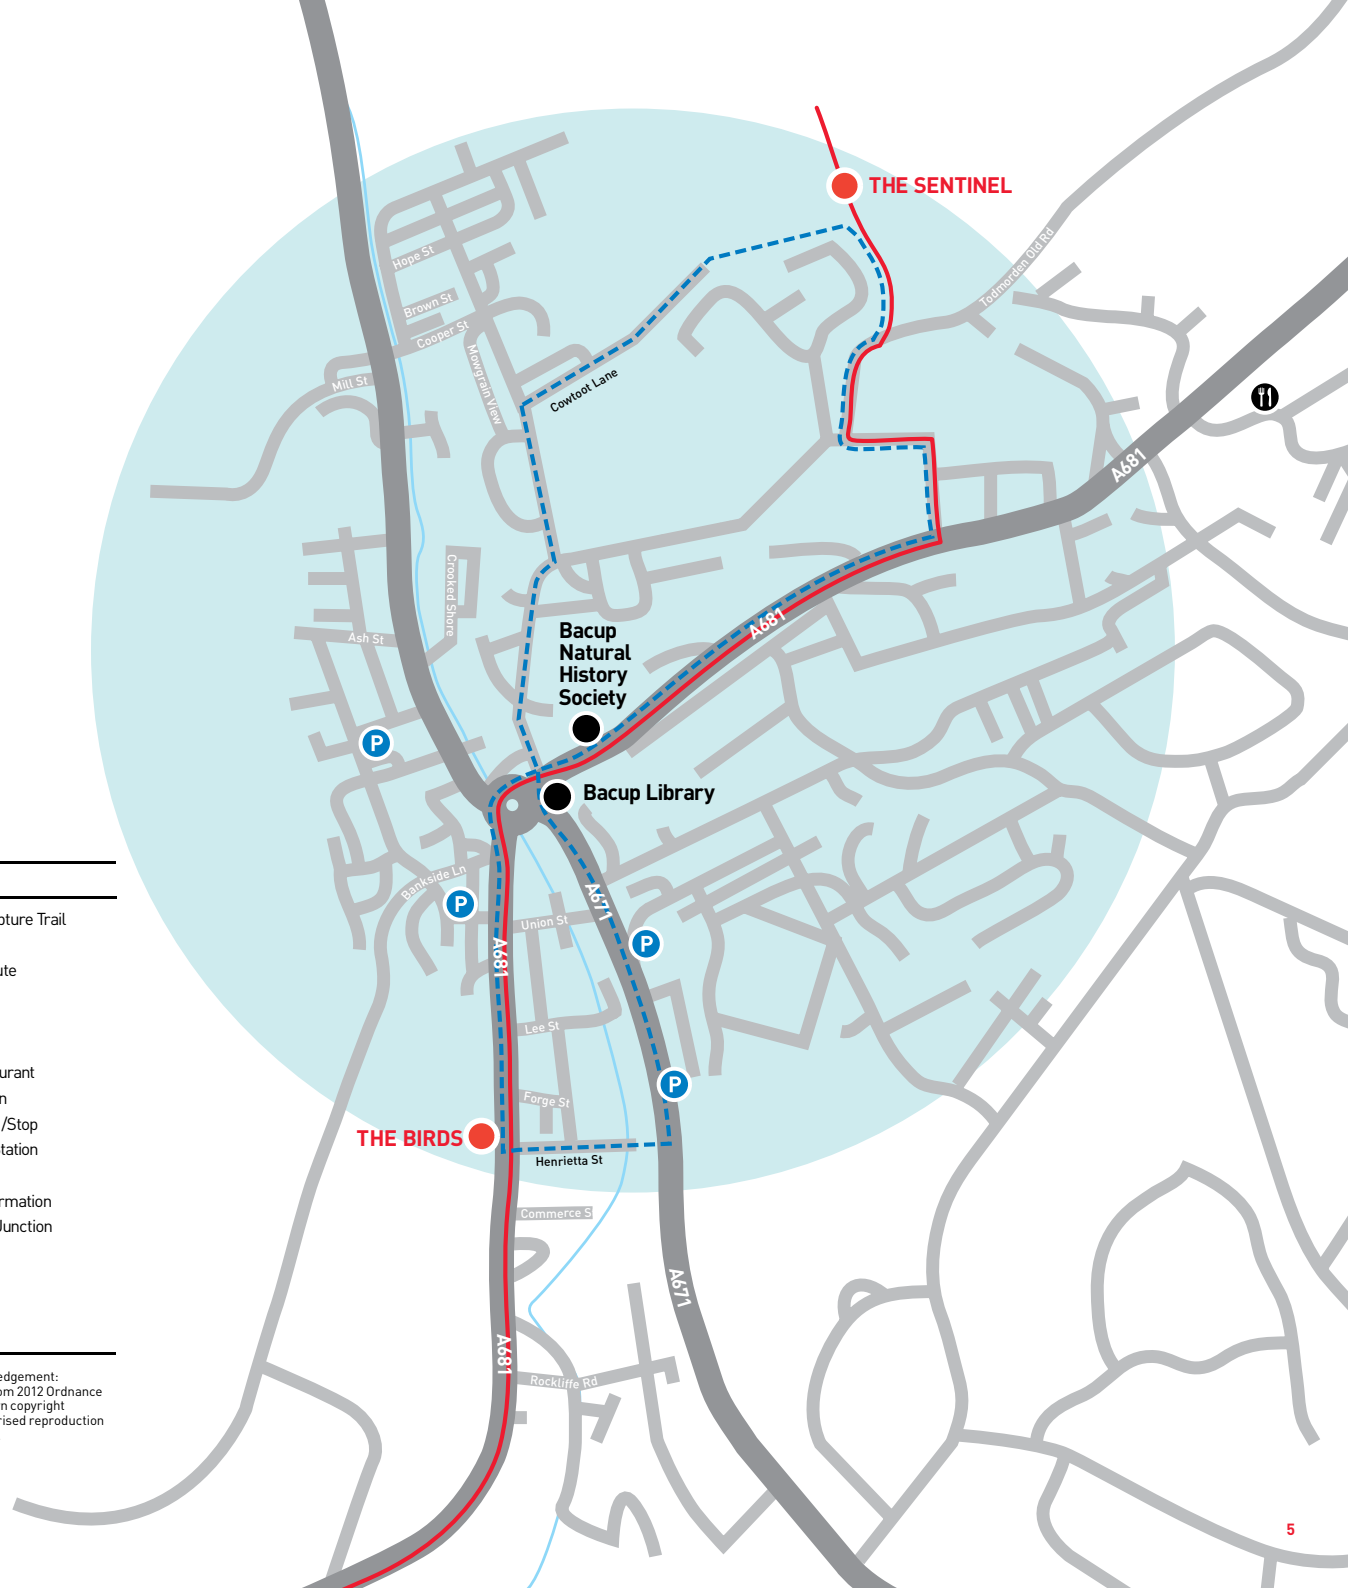 THE SENTINEL
Todmorden Old Rd
Hope St
Brown St
Cooper St
Mowgrain View
Mill St
Cowtoot Lane
A681
Crooked Shore
Ash St
A681
Bacup
Natural
History
Society
P
Bacup Library
Bankside Ln
P
A671
Union St
P
A681
Lee St
P
Forge St
THE BIRDS
Henrietta St
Commerce S
A671
A681
Rockliffe Rd
pture Trail
ute
urant
n
/Stop
tation
rmation
Junction
edgement:
om 2012 Ordnance
n copyright
rised reproduction
5